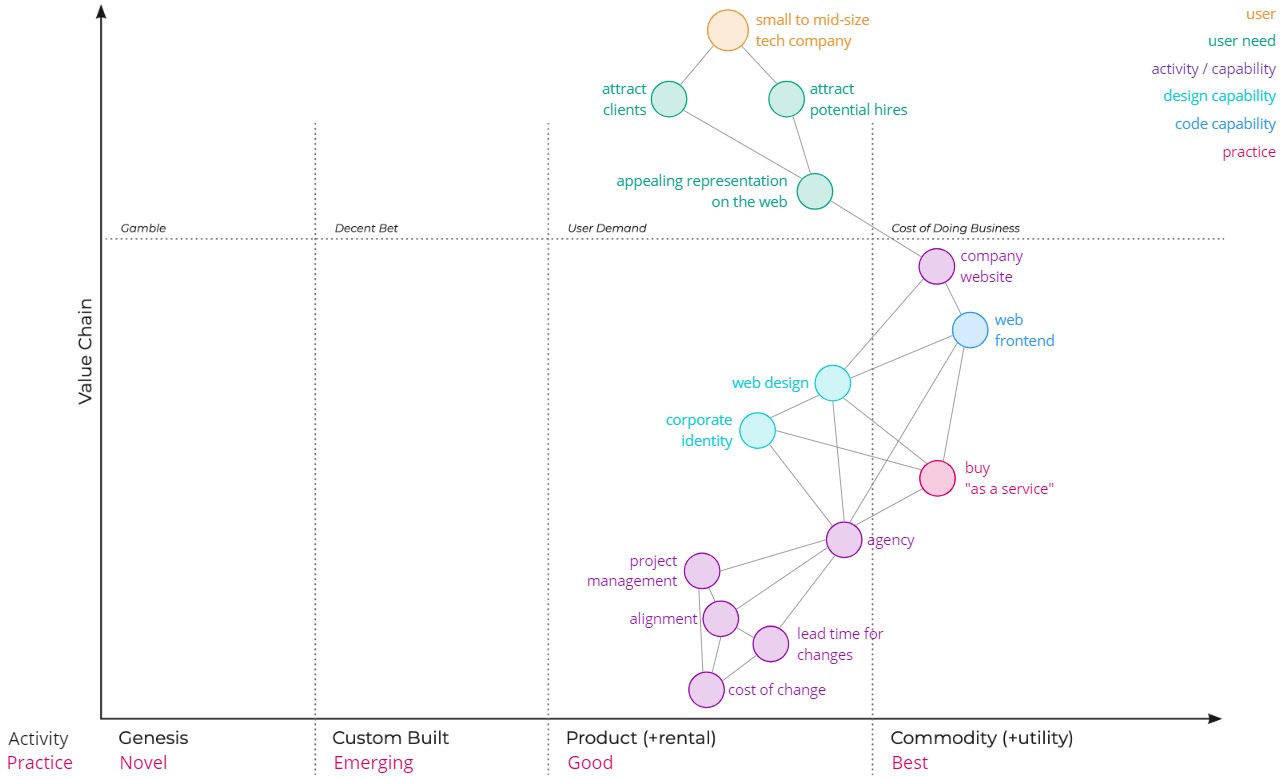 small to mid-size
tech company
user
user need
activity / capability
design capability
code capability
practice
attract
clients
attract
potential hires
appealing representation
on the web
Gamble
Decent Bet
User Demand
Cost of Doing Business
company
website
Value Chain
web
frontend
web design
corporate
identity
buy
"as a service"
agency
project
management
alignment
lead time for
changes
cost of change
Activity
Genesis
Custom Built
Product (+rental)
Commodity (+utility)
Practice
Novel
Emerging
Good
Best